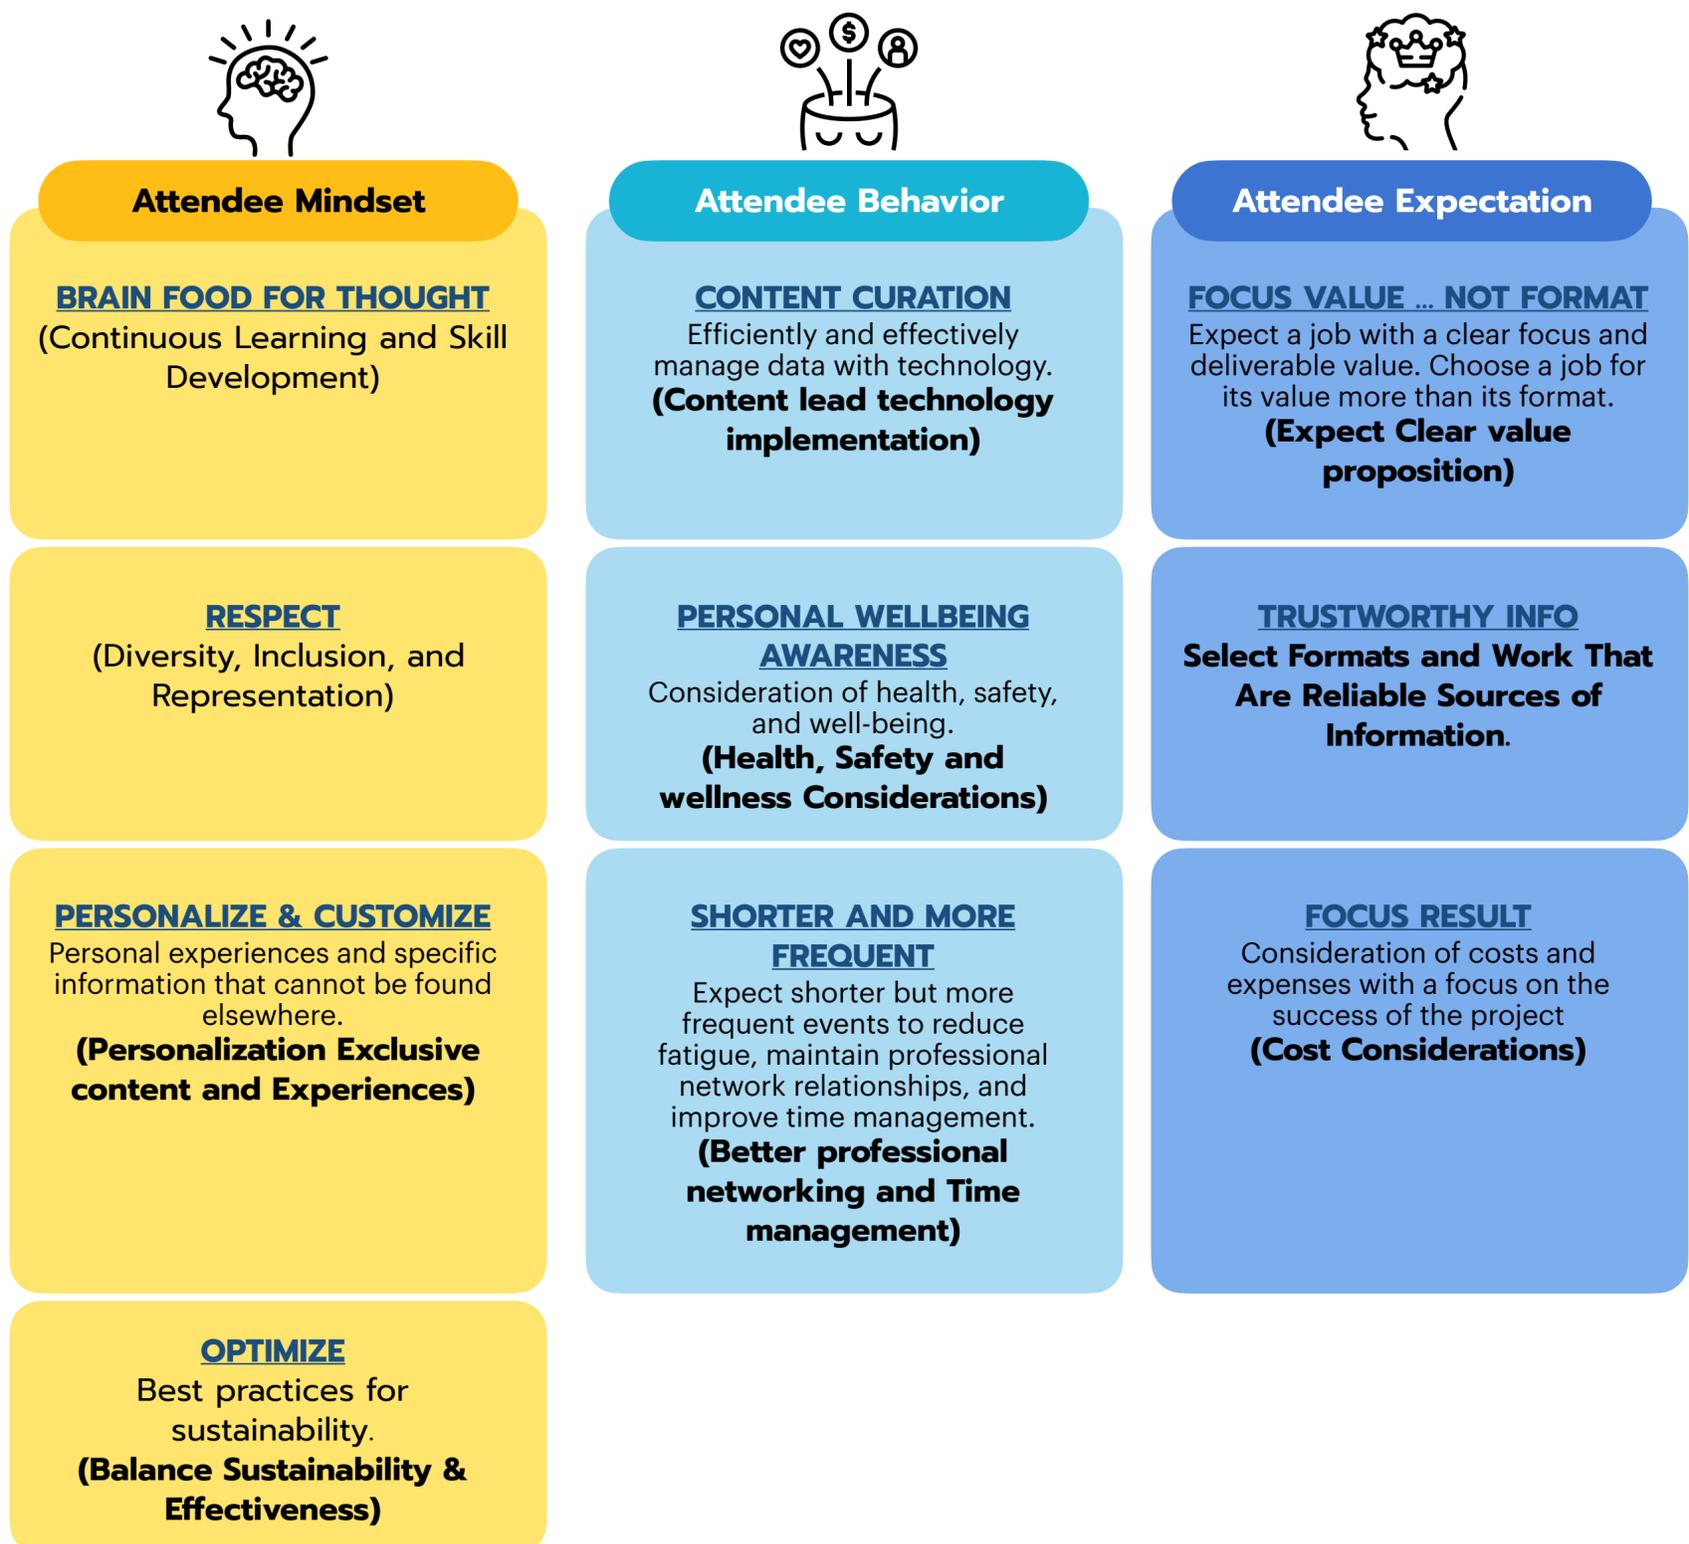 Attendee Mindset
BRAIN FOOD FOR THOUGHT
(Continuous Learning and Skill
Development)
RESPECT
(Diversity, Inclusion, and
Representation)
PERSONALIZE & CUSTOMIZE
Personal experiences and specific
information that cannot be found
elsewhere.
(Personalization Exclusive
content and Experiences)
OPTIMIZE
Best practices for
sustainability.
(Balance Sustainability &
Effectiveness)
$
Attendee Behavior
CONTENT CURATION
Efficiently and effectively
manage data with technology.
(Content lead technology
implementation)
PERSONAL WELLBEING
AWARENESS
Consideration of health, safety,
and well-being.
(Health, Safety and
wellness Considerations)
SHORTER AND MORE
FREQUENT
Expect shorter but more
frequent events to reduce
fatigue, maintain professional
network relationships, and
improve time management.
(Better professional
networking and Time
management)
Attendee Expectation
FOCUS VALUE ... NOT FORMAT
Expect a job with a clear focus and
deliverable value. Choose a job for
its value more than its format.
(Expect Clear value
proposition)
TRUSTWORTHY INFO
Select Formats and Work That
Are Reliable Sources of
Information.
FOCUS RESULT
Consideration of costs and
expenses with a focus on the
success of the project
(Cost Considerations)